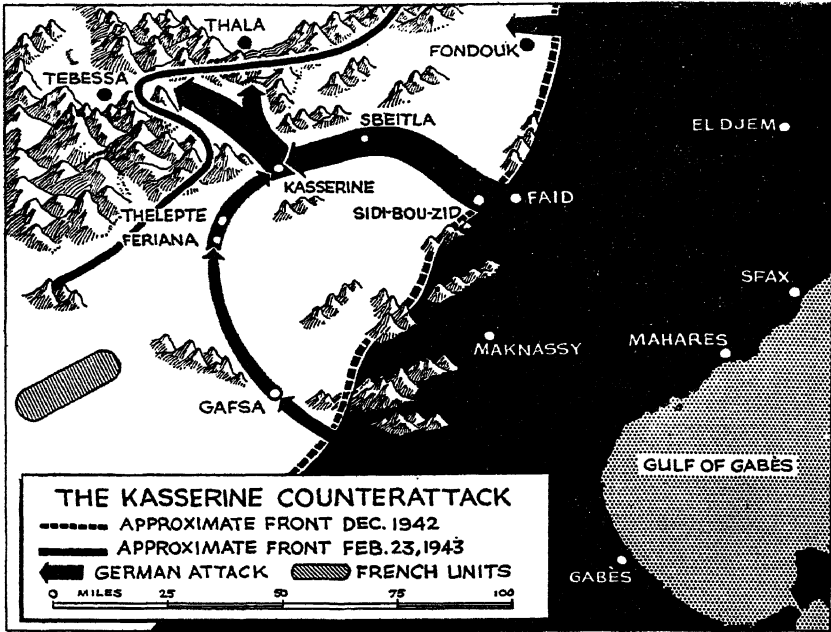 THALA
FONDOUK
TEBESSA
SBEITLA
EL DJEM
KASSERINE
SIDI-BOU-ZID
FAID
THELEPTE
FERIANA
SFAX
MAKNASSY
MAHARES
GAFSA
GULF OF GABÈS
GABÈS
THE KASSERINE COUNTERATTACK
APPROXIMATE FRONT DEC. 1942
APPROXIMATE FRONT FEB. 23, 1943
GERMAN ATTACK
FRENCH UNITS
0 MILES 25 50 75 100